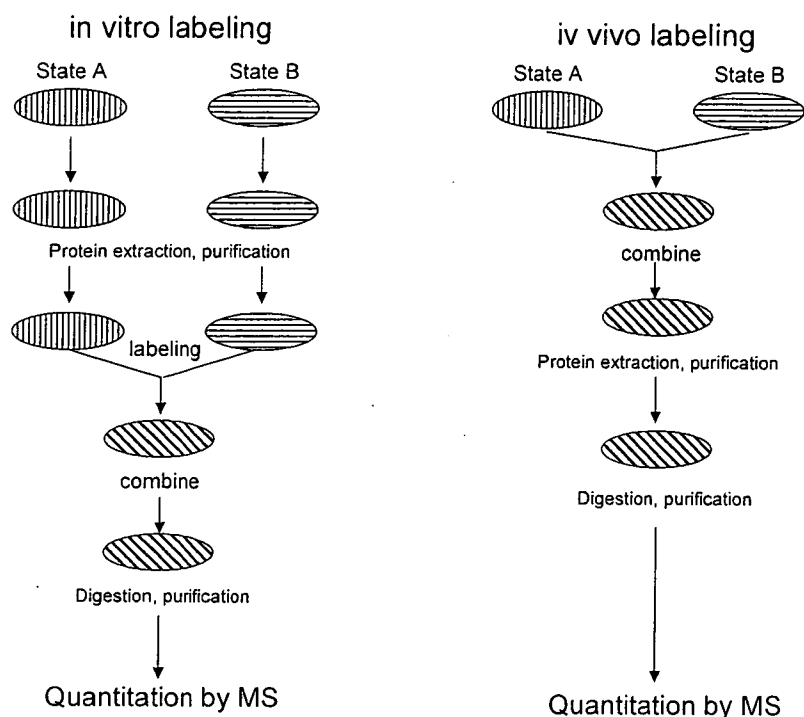 in vitro labeling
State A
State B
Protein extraction, purification
labeling
combine
Digestion, purification
Quantitation by MS
iv vivo labeling
State A
State B
combine
Protein extraction, purification
Digestion, purification
Quantitation by MS